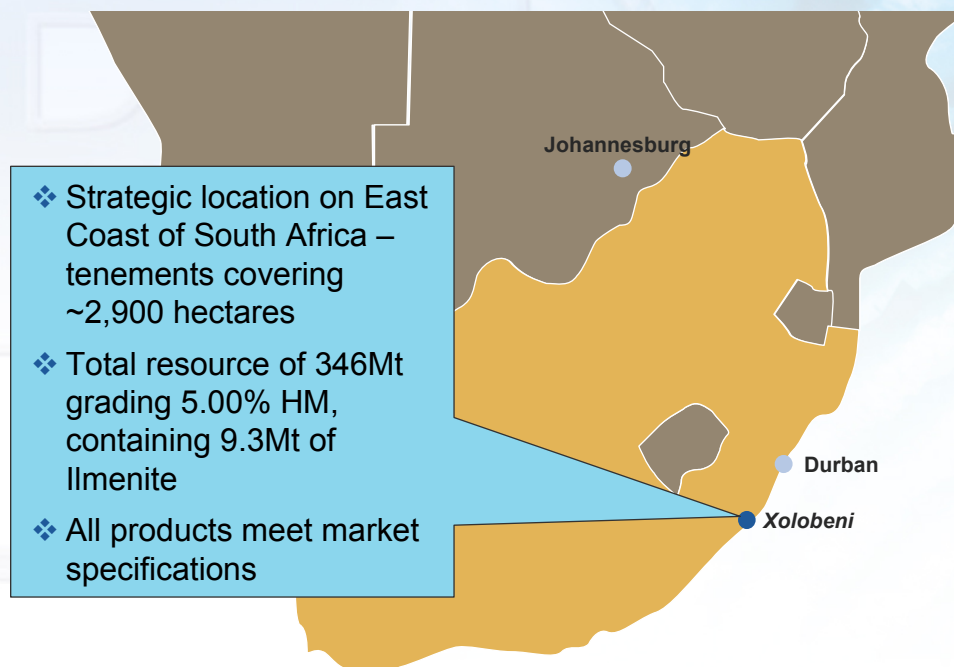 Johannesburg
❖ Strategic location on East
Coast of South Africa –
tenements covering
~2,900 hectares
❖ Total resource of 346Mt
grading 5.00% HM,
containing 9.3Mt of
Ilmenite
❖ All products meet market
specifications
Durban
Xolobeni